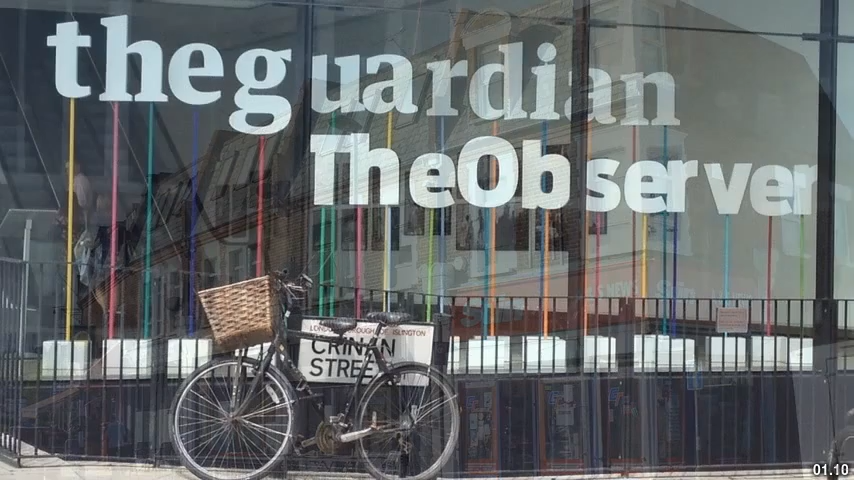 theguardian
TheObserver
LONDON BOROUGH OF ISLINGTON
CRINAN
STREET
01.10